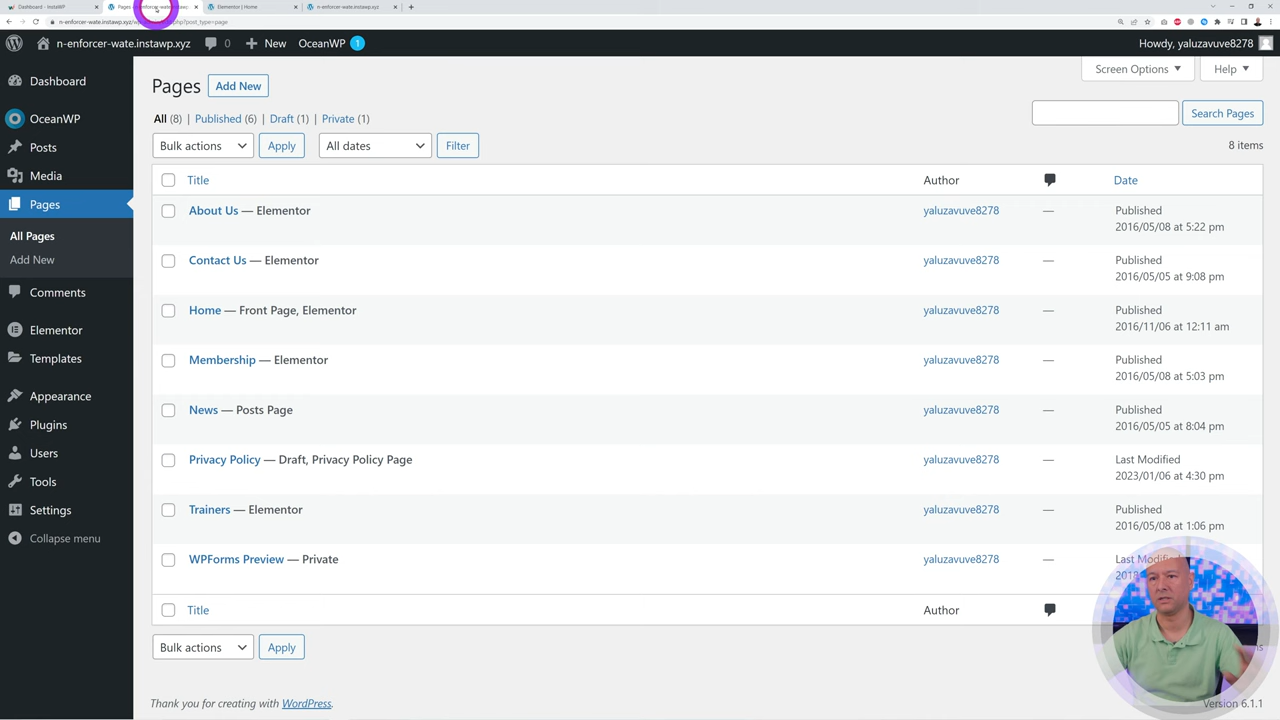 Dashboard - InstaWP
Elementor | Home
n-enforcer-wate.instawp.xyz
n-enforcer-wate.instawp.xyz
0
New
OceanWP
1
Howdy, yaluzavuve8278
Dashboard
OceanWP
Posts
Media
Pages
All Pages
Add New
Comments
Elementor
Templates
Appearance
Plugins
Users
Tools
Settings
Collapse menu
Screen Options
Help
Pages
Add New
All (8) | Published (6) | Draft (1) | Private (1)
Search Pages
Bulk actions
Apply
All dates
Filter
8 items
Title
Author
Date
About Us — Elementor
yaluzavuve8278
—
Published
2016/05/08 at 5:22 pm
Contact Us — Elementor
yaluzavuve8278
—
Published
2016/05/05 at 9:08 pm
Home — Front Page, Elementor
yaluzavuve8278
—
Published
2016/11/06 at 12:11 am
Membership — Elementor
yaluzavuve8278
—
Published
2016/05/08 at 5:03 pm
News — Posts Page
yaluzavuve8278
—
Published
2016/05/05 at 8:04 pm
Privacy Policy — Draft, Privacy Policy Page
yaluzavuve8278
—
Last Modified
2023/01/06 at 4:30 pm
Trainers — Elementor
yaluzavuve8278
—
Published
2016/05/08 at 1:06 pm
WPForms Preview — Private
yaluzavuve8278
—
Last Modified
Title
Author
Bulk actions
Apply
Thank you for creating with WordPress.
Version 6.1.1